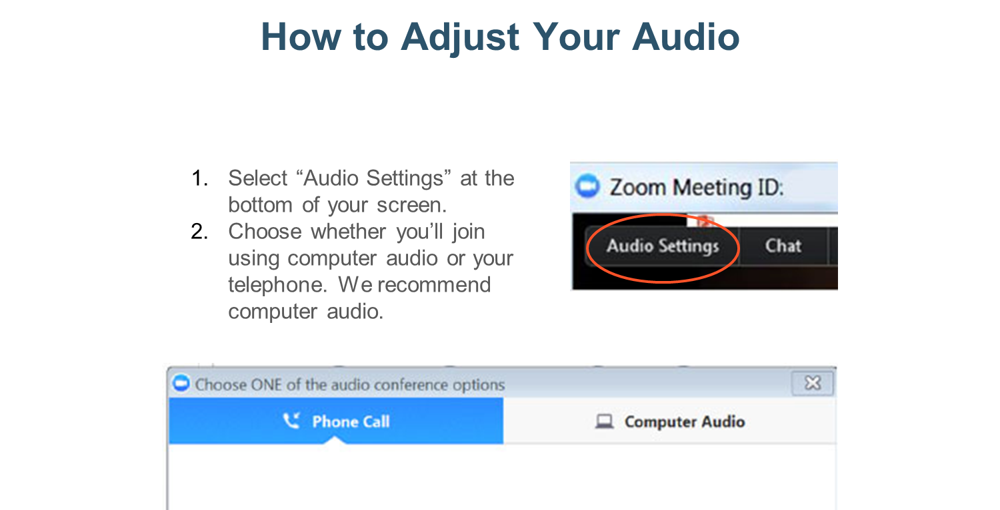 How to Adjust Your Audio
1. Select “Audio Settings” at the
bottom of your screen.
2. Choose whether you’ll join
using computer audio or your
telephone. We recommend
computer audio.
Zoom Meeting ID:
Audio Settings Chat
Choose ONE of the audio conference options
Phone Call Computer Audio